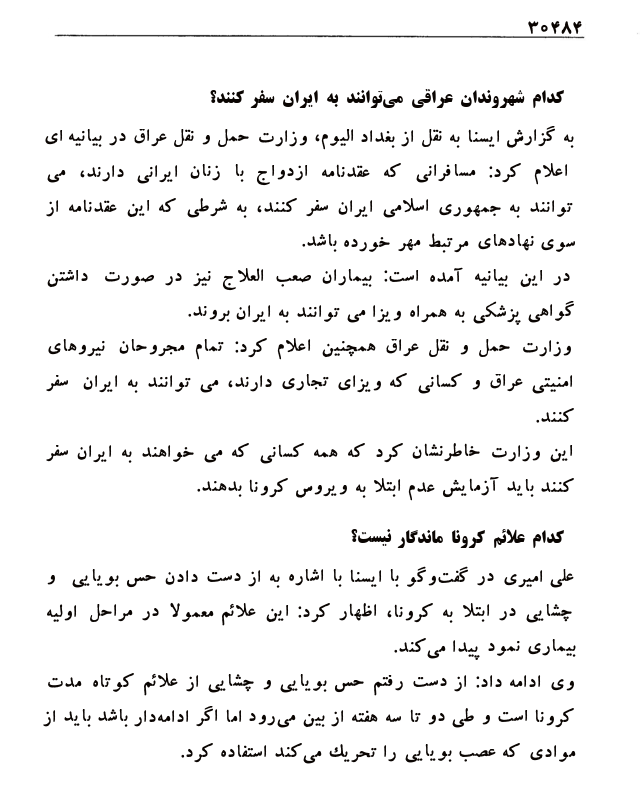 ۳۰۴۸۴
کدام شهروندان عراقی می‌توانند به ایران سفر کنند؟
به گزارش ایسنا به نقل از بغداد الیوم، وزارت حمل و نقل عراق در بیانیه ای
اعلام کرد: مسافرانی که عقدنامه ازدواج با زنان ایرانی دارند، می
توانند به جمهوری اسلامی ایران سفر کنند، به شرطی که این عقدنامه از
سوی نهادهای مرتبط مهر خورده باشد.
در این بیانیه آمده است: بیماران صعب العلاج نیز در صورت داشتن
گواهی پزشکی به همراه ویزا می توانند به ایران بروند.
وزارت حمل و نقل عراق همچنین اعلام کرد: تمام مجروحان نیروهای
امنیتی عراق و کسانی که ویزای تجاری دارند، می توانند به ایران سفر
کنند.
این وزارت خاطرنشان کرد که همه کسانی که می خواهند به ایران سفر
کنند باید آزمایش عدم ابتلا به ویروس کرونا بدهند.
کدام علائم کرونا ماندگار نیست؟
علی امیری در گفت‌وگو با ایسنا با اشاره به از دست دادن حس بویایی و
چشایی در ابتلا به کرونا، اظهار کرد: این علائم معمولا در مراحل اولیه
بیماری نمود پیدا می‌کند.
وی ادامه داد: از دست رفتم حس بویایی و چشایی از علائم کوتاه مدت
کرونا است و طی دو تا سه هفته از بین می‌رود اما اگر ادامه‌دار باشد باید از
موادی که عصب بویایی را تحریك می‌کند استفاده کرد.